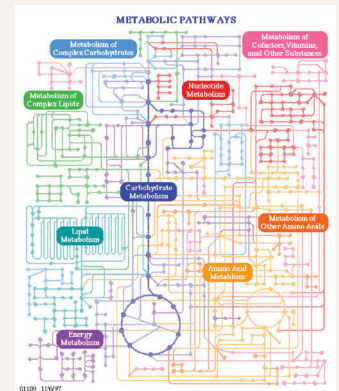 METABOLIC PATHWAYS
Metabolism of
Complex Carbohydrates
Metabolism of
Cofactors, Vitamins,
and Other Substances
Nucleotide
Metabolism
Metabolism of
Complex Lipids
Carbohydrate
Metabolism
Metabolism of
Other Amino Acids
Lipid
Metabolism
Amino Acid
Metablism
Energy
Metabolism
01100 11/6/97